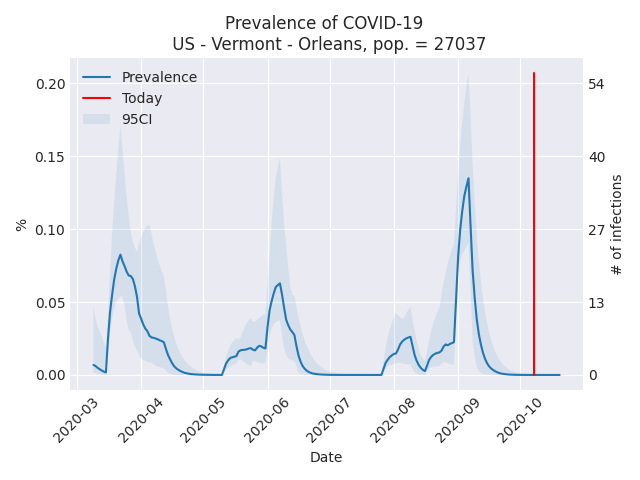 Prevalence of COVID-19
US - Vermont - Orleans, pop. = 27037
Prevalence
Today
95CI
0.20
0.15
0.10
0.05
0.00
%
54
40
27
13
0
# of infections
2020-03
2020-04
2020-05
2020-06
2020-07
2020-08
2020-09
2020-10
Date